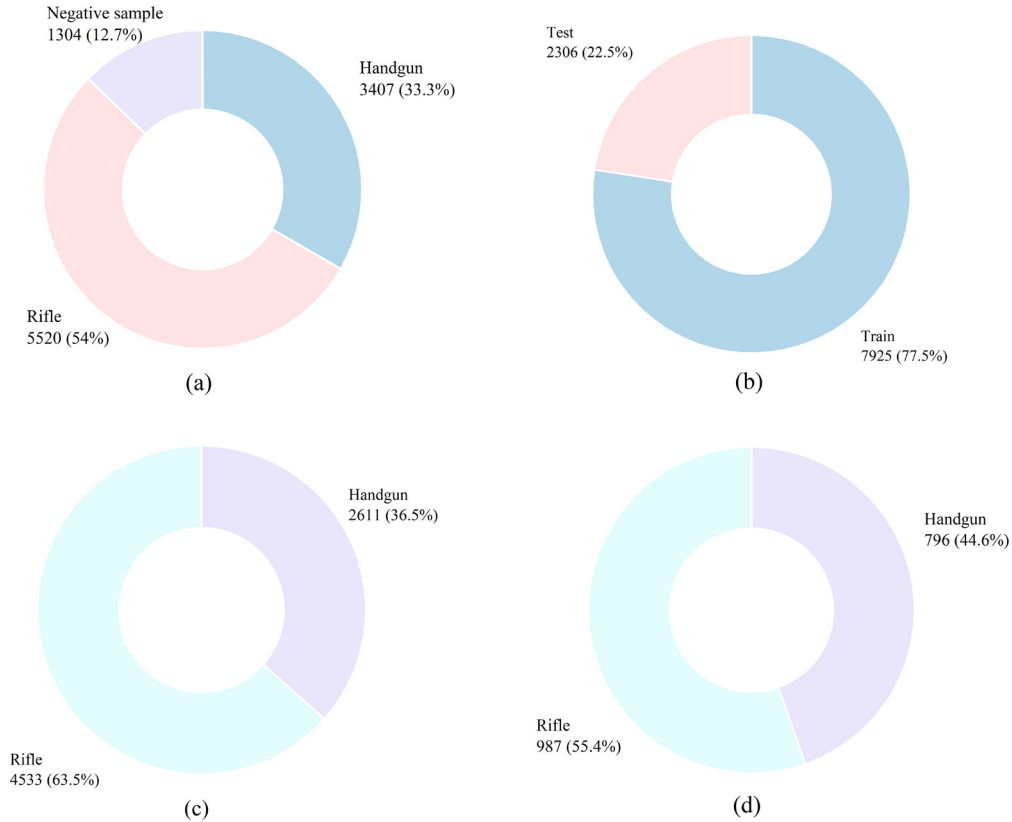 Negative sample
1304 (12.7%)
Handgun
3407 (33.3%)
Rifle
5520 (54%)
(a)
Test
2306 (22.5%)
Train
7925 (77.5%)
(b)
Handgun
2611 (36.5%)
Rifle
4533 (63.5%)
(c)
Handgun
796 (44.6%)
Rifle
987 (55.4%)
(d)